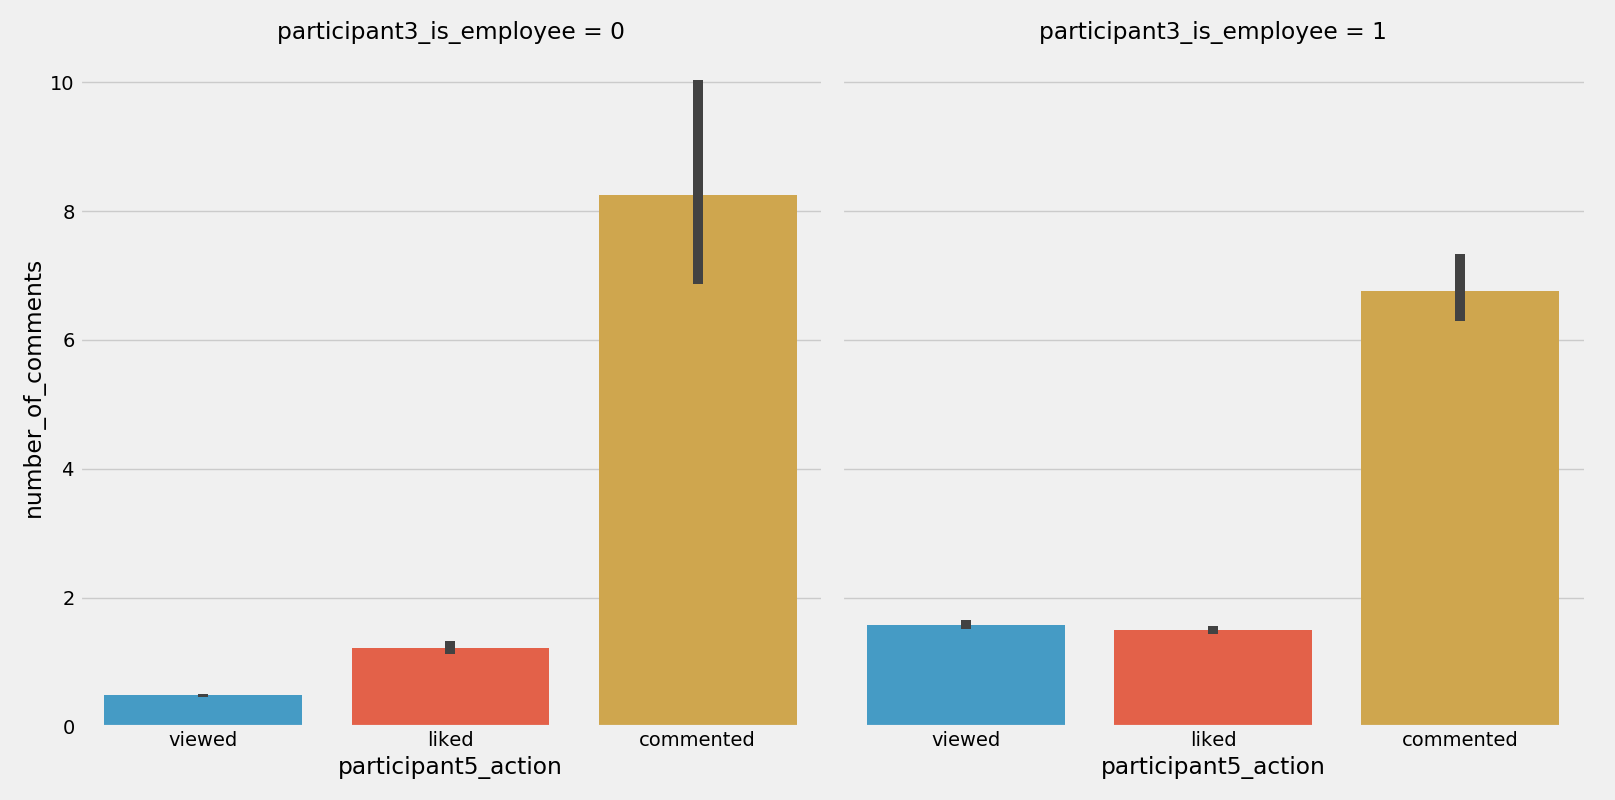 participant3_is_employee = 0
participant3_is_employee = 1
number_of_comments
10
8
6
4
2
0
viewed
liked
commented
viewed
liked
commented
participant5_action
participant5_action